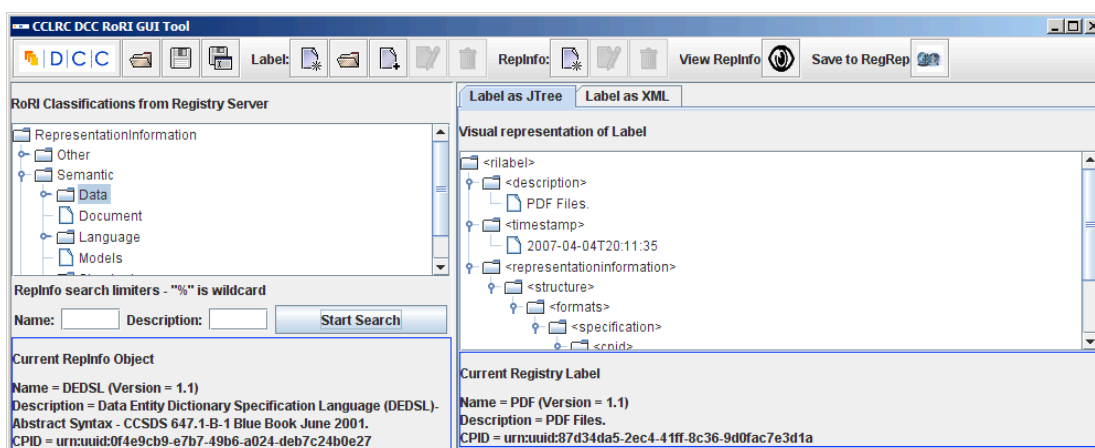 CCLRC DCC RoRI GUI Tool
D|C|C Label: RepInfo: View RepInfo Save to RegRep
RoRI Classifications from Registry Server
RepresentationInformation
Other
Semantic
Data
Document
Language
Models
RepInfo search limiters - "%" is wildcard
Name: Description: Start Search
Current RepInfo Object
Name = DEDSL (Version = 1.1)
Description = Data Entity Dictionary Specification Language (DEDSL)-
Abstract Syntax - CCSDS 647.1-B-1 Blue Book June 2001.
CPID = urn:uuid:0f4e9cb9-e7b7-49b6-a024-deb7c24b0e27
Label as JTree Label as XML
Visual representation of Label
<rilabel>
<description>
PDF Files.
<timestamp>
2007-04-04T20:11:35
<representationinformation>
<structure>
<formats>
<specification>
<cpid>
Current Registry Label
Name = PDF (Version = 1.1)
Description = PDF Files.
CPID = urn:uuid:87d34da5-2ec4-41ff-8c36-9d0fac7e3d1a